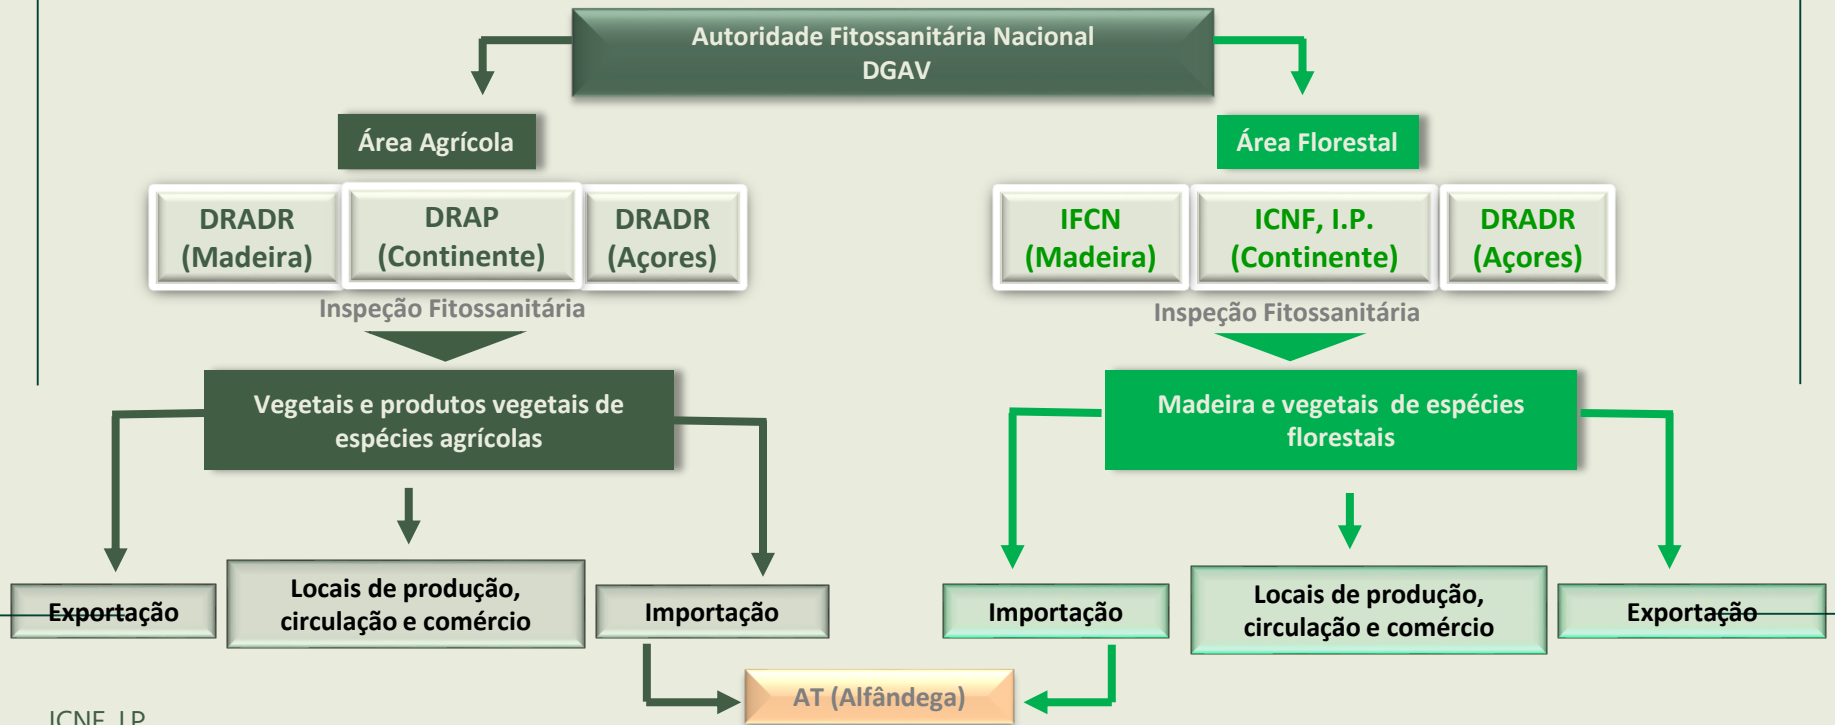 Autoridade Fitossanitária Nacional
DGAV
Área Agrícola
Área Florestal
DRADR
(Madeira)
DRAP
(Continente)
DRADR
(Açores)
IFCN
(Madeira)
ICNF, I.P.
(Continente)
DRADR
(Açores)
Inspeção Fitossanitária
Inspeção Fitossanitária
Vegetais e produtos vegetais de
espécies agrícolas
Madeira e vegetais de espécies
florestais
Exportação
Locais de produção,
circulação e comércio
Importação
Importação
Locais de produção,
circulação e comércio
Exportação
AT (Alfândega)
ICNF, I.P.